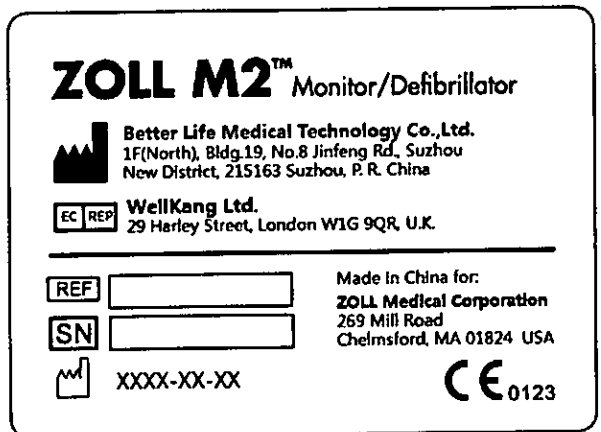 ZOLL M2™ Monitor/Defibrillator
Better Life Medical Technology Co.,Ltd.
1F(North), Bldg.19, No.8 Jinfeng Rd., Suzhou
New District, 215163 Suzhou, P. R. China
EC REP WellKang Ltd.
29 Harley Street, London W1G 9QR, U.K.
REF
SN
XXXX-XX-XX
Made in China for:
ZOLL Medical Corporation
269 Mill Road
Chelmsford, MA 01824 USA
CE 0123